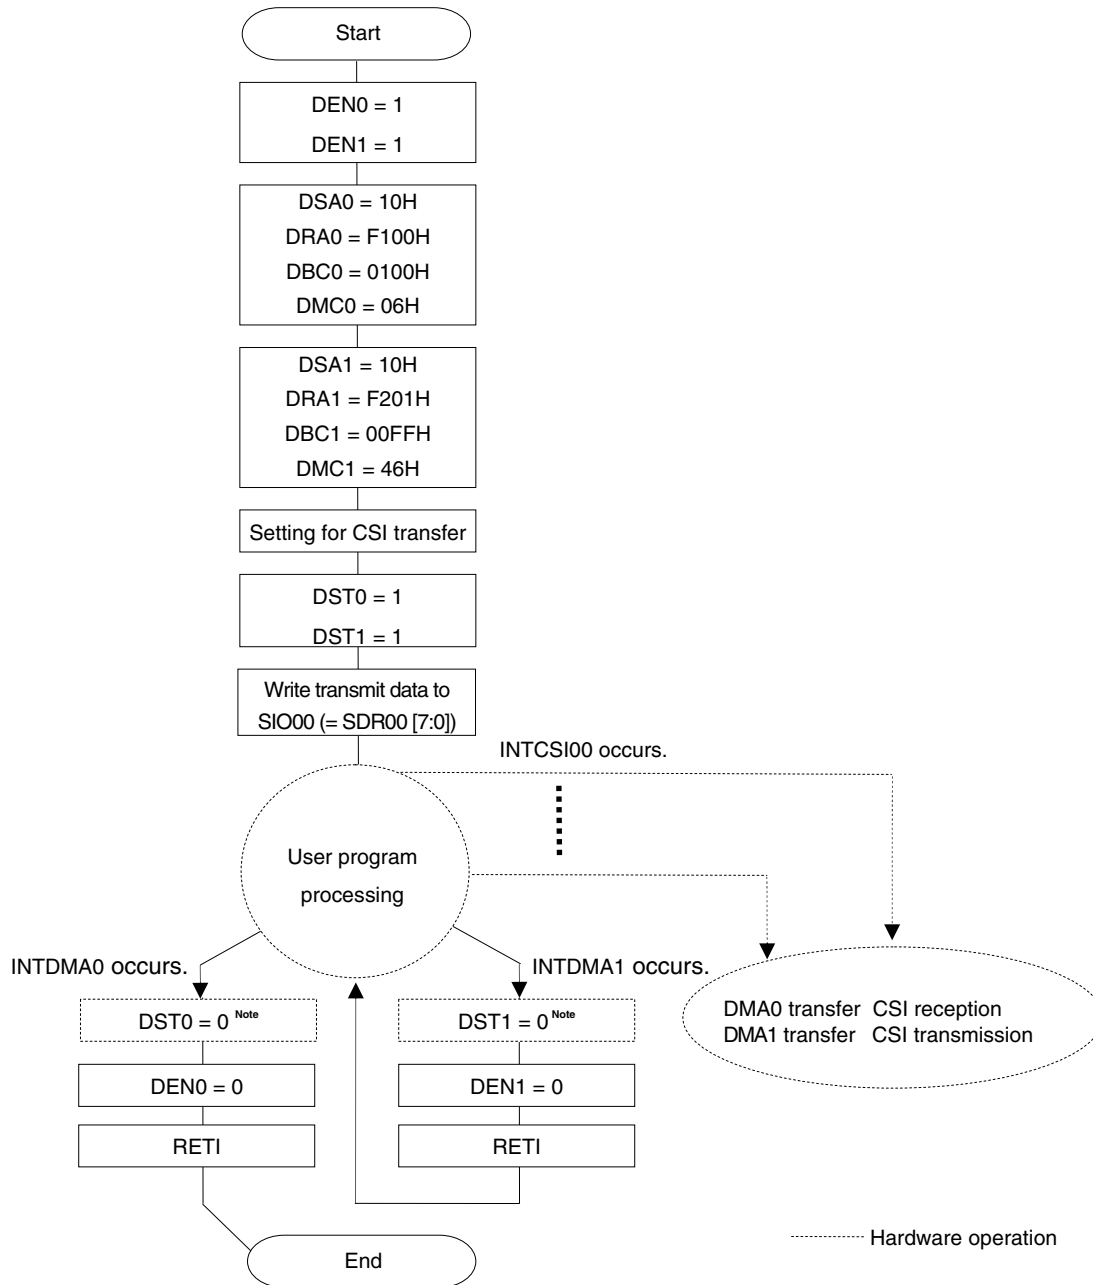 Start
DEN0 = 1
DEN1 = 1
DSA0 = 10H
DRA0 = F100H
DBC0 = 0100H
DMC0 = 06H
DSA1 = 10H
DRA1 = F201H
DBC1 = 00FFH
DMC1 = 46H
Setting for CSI transfer
DST0 = 1
DST1 = 1
Write transmit data to
SIO00 (= SDR00 [7:0])
INTCSI00 occurs.
User program
processing
INTDMA0 occurs.
INTDMA1 occurs.
DST0 = 0 Note
DST1 = 0 Note
DMA0 transfer CSI reception
DMA1 transfer CSI transmission
DEN0 = 0
DEN1 = 0
RETI
RETI
Hardware operation
End